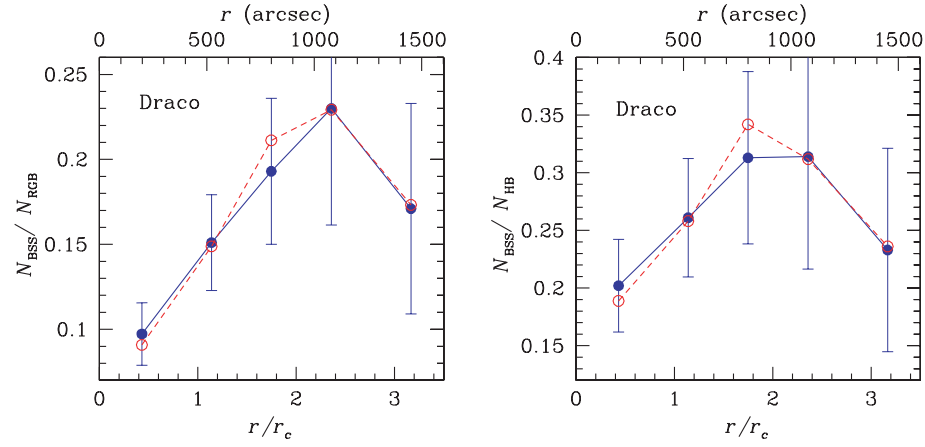 r (arcsec)
0 500 1000 1500
0.25
0.2
0.15
0.1
N_BSS / N_RGB
Draco
0 1 2 3
r/r_c
r (arcsec)
0 500 1000 1500
0.4
0.35
0.3
0.25
0.2
0.15
N_BSS / N_HB
Draco
0 1 2 3
r/r_c